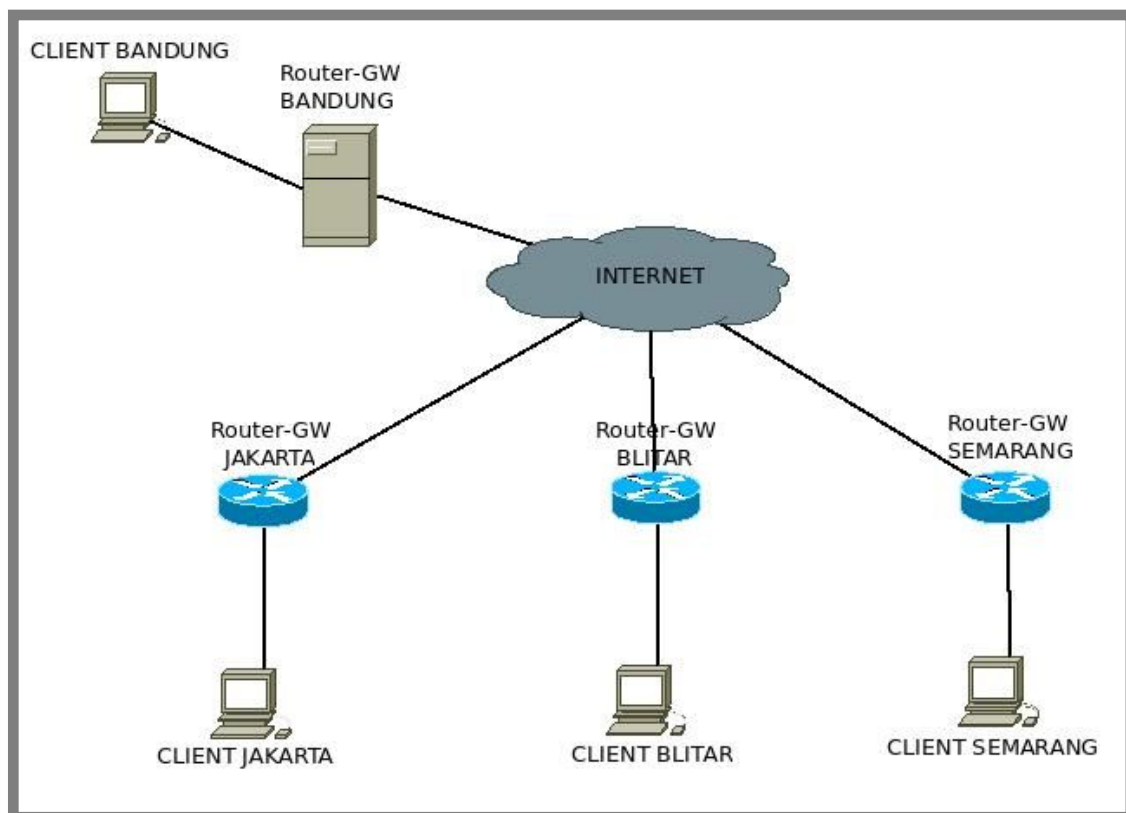 CLIENT BANDUNG
Router-GW
BANDUNG
INTERNET
Router-GW
JAKARTA
Router-GW
BLITAR
Router-GW
SEMARANG
CLIENT JAKARTA
CLIENT BLITAR
CLIENT SEMARANG